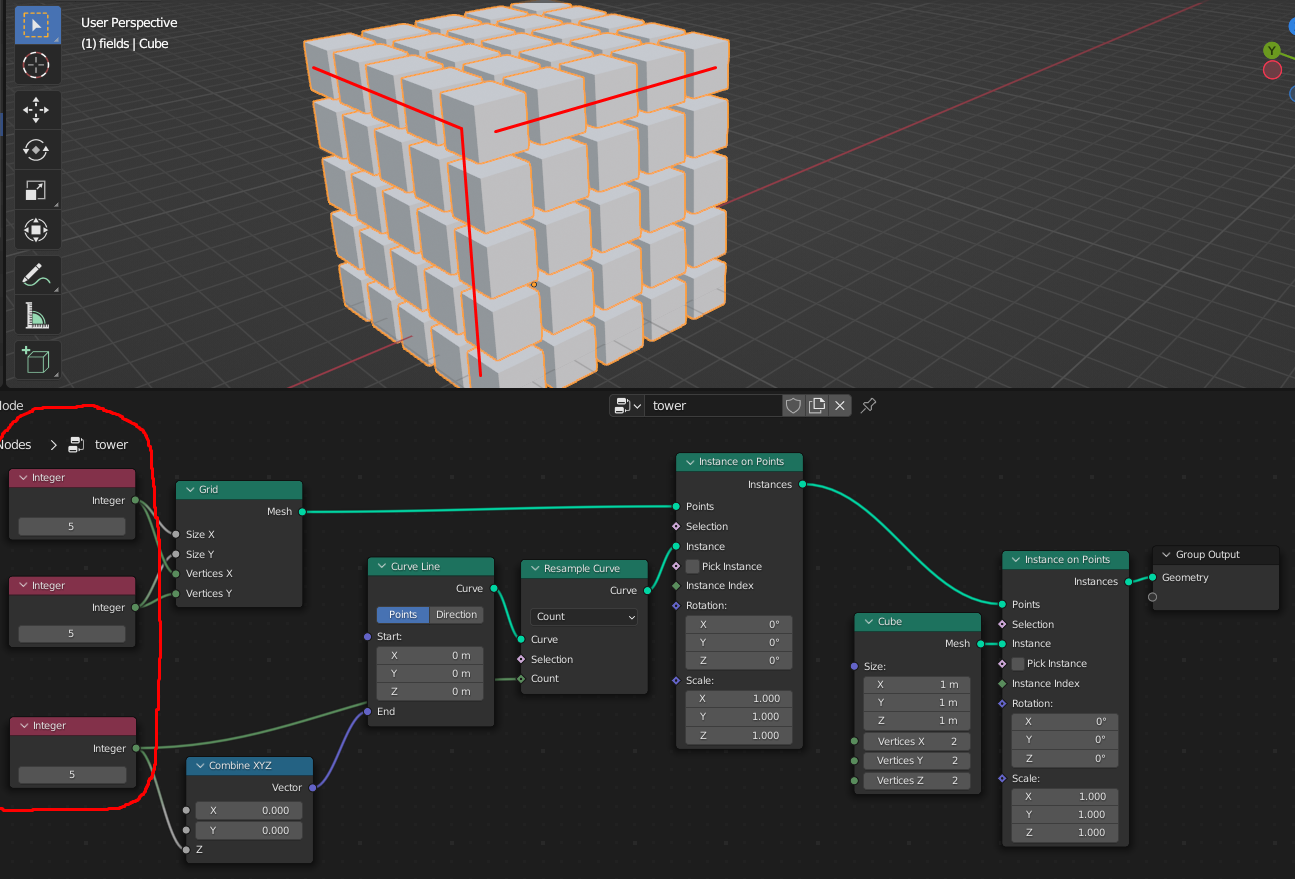 User Perspective
(1) fields | Cube
Y
tower
tower
Integer
Integer
5
Integer
Integer
5
Integer
Integer
5
Grid
Mesh
Size X
Size Y
Vertices X
Vertices Y
Combine XYZ
Vector
X 0.000
Y 0.000
Z
Curve Line
Curve
Points Direction
Start:
X 0 m
Y 0 m
Z 0 m
End
Resample Curve
Curve
Count
Curve
Selection
Count
Instance on Points
Instances
Points
Selection
Instance
Pick Instance
Instance Index
Rotation:
X 0°
Y 0°
Z 0°
Scale:
X 1.000
Y 1.000
Z 1.000
Cube
Mesh
Size:
X 1 m
Y 1 m
Z 1 m
Vertices X 2
Vertices Y 2
Vertices Z 2
Instance on Points
Instances
Points
Selection
Instance
Pick Instance
Instance Index
Rotation:
X 0°
Y 0°
Z 0°
Scale:
X 1.000
Y 1.000
Z 1.000
Group Output
Geometry